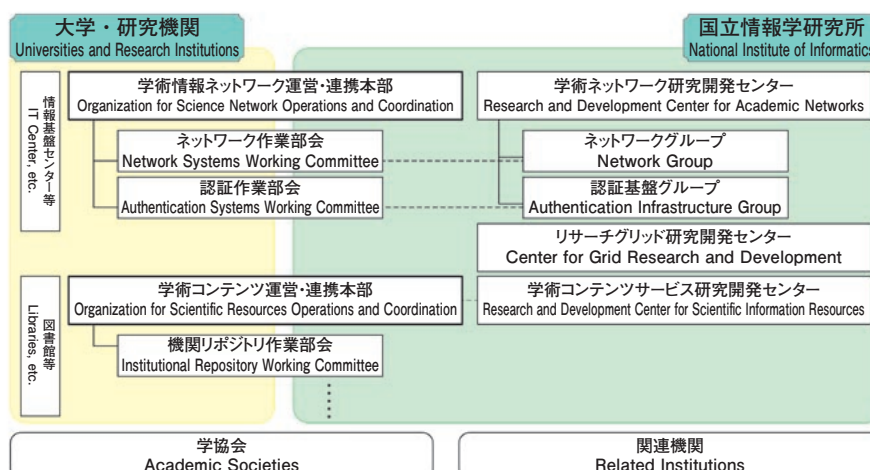 大学・研究機関
Universities and Research Institutions
国立情報学研究所
National Institute of Informatics
情報基盤センター等
IT Center, etc.
学術情報ネットワーク運営・連携本部
Organization for Science Network Operations and Coordination
学術ネットワーク研究開発センター
Research and Development Center for Academic Networks
ネットワーク作業部会
Network Systems Working Committee
ネットワークグループ
Network Group
認証作業部会
Authentication Systems Working Committee
認証基盤グループ
Authentication Infrastructure Group
リサーチグリッド研究開発センター
Center for Grid Research and Development
図書館等
Libraries, etc.
学術コンテンツ運営・連携本部
Organization for Scientific Resources Operations and Coordination
学術コンテンツサービス研究開発センター
Research and Development Center for Scientific Information Resources
機関リポジトリ作業部会
Institutional Repository Working Committee
学協会
Academic Societies
関連機関
Related Institutions